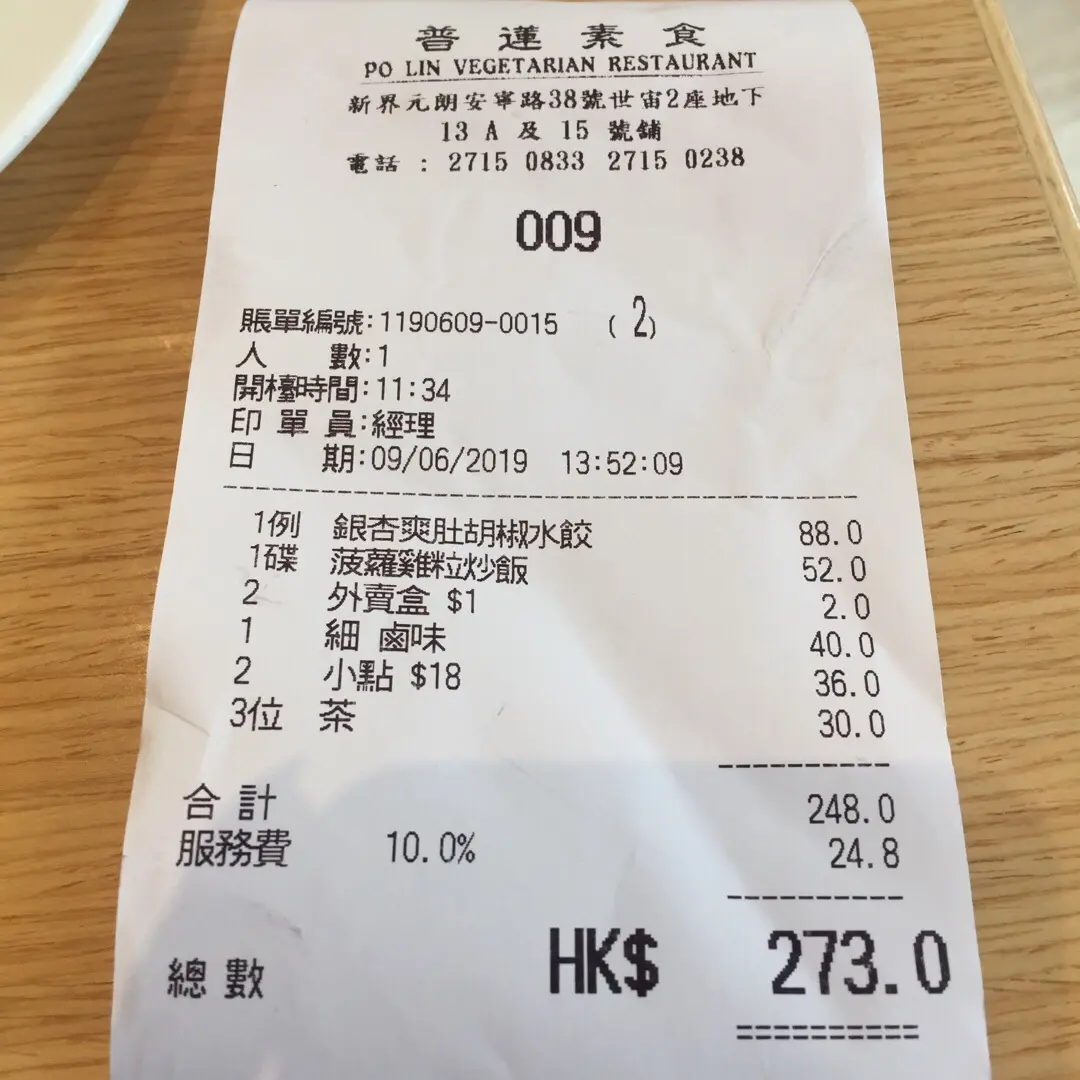 普蓮素食
PO LIN VEGETARIAN RESTAURANT
新界元朗安寧路38號世宙2座地下
13 A 及 15 號舖
電話 : 2715 0833 2715 0238
009
賬單編號:1190609-0015 (2)
人 數:1
開檯時間:11:34
印單員:經理
日 期:09/06/2019 13:52:09
1例 銀杏爽肚胡椒水餃 88.0
1碟 菠蘿雞粒炒飯 52.0
2 外賣盒 $1 2.0
1 細 鹵味 40.0
2 小點 $18 36.0
3位 茶 30.0
合計 248.0
服務費 10.0% 24.8
總數 HK$ 273.0